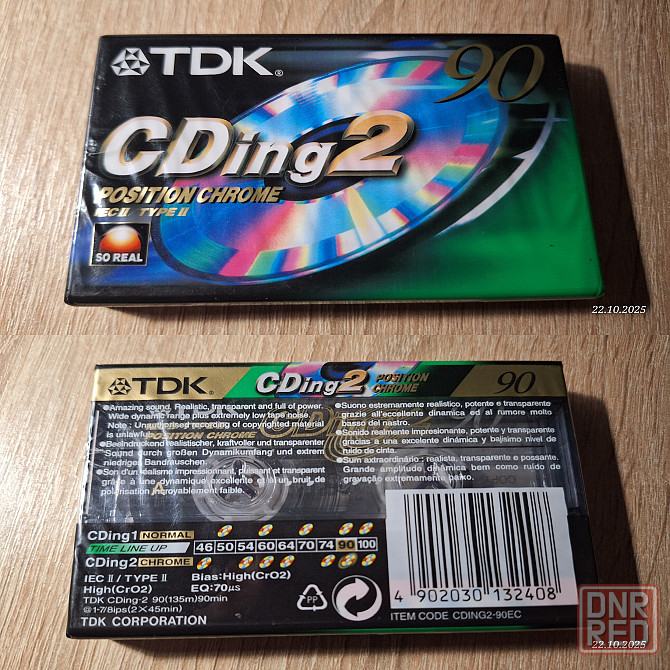 TDK®
90
CDing2
POSITION CHROME
IEC II TYPE II
SO REAL
22.10.2025
TDK®
CDing2
POSITION
CHROME
90
●Amazing sound. Realistic, transparent and full of power.
Wide dynamic range plus extremely low tape noise.
Note : Unauthorised recording of copyrighted material
is unlawful.
●Beeindruckend realistischer, kraftvoller und transparenter
Sound durch großen Dynamikumfang und extrem
niedriges Bandrauschen.
●Son d'un réalisme impressionnant, puissant et transparent
grâce à une dynamique excellente et à un bruit de
polarisation incroyablement faible.
●Suono estremamente realistico, potente e transparente
grazie all'eccellente dinamica ed al rumore molto
basso del nastro.
●Sonido realmente impresionante, potente y transparente
gracias a una excelente dinámica y bajísimo nivel de
ruido de cinta.
●Sum axtraordinário : realista, transparente e possante.
Grande amplitude dinâmica bem como ruído de
gravação extremamente baixo.
POSITION CHROME
CDing1 NORMAL
TIME LINE UP
46 50 54 60 64 70 74 90 100
CDing2 CHROME
IEC II / TYPE II
High(CrO2)
Bias:High(CrO2)
EQ:70µs
TDK CDing-2 90(135m)90min
@1-7/8ips(2×45min)
TDK CORPORATION
PP
4 902030 132408
ITEM CODE CDING2-90EC
DNR
RED
22.10.2025